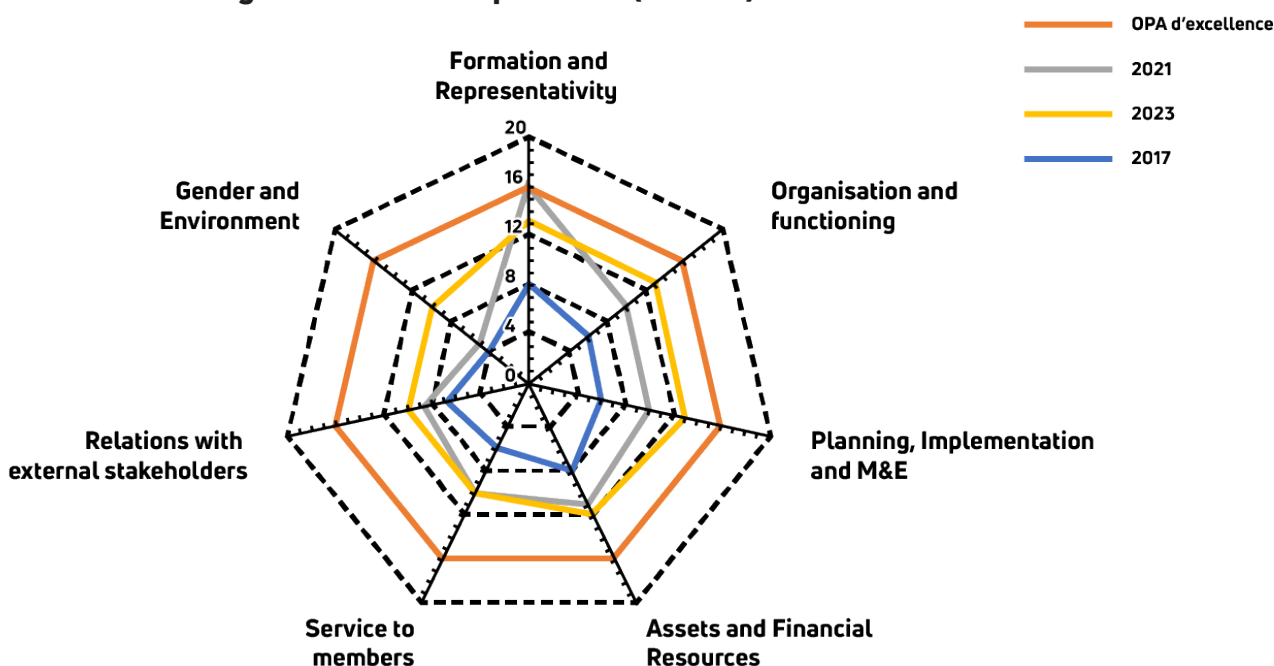 OPA d’excellence
2021
2023
2017
Formation and
Representativity
20
16
12
8
4
0
Gender and
Environment
Organisation and
functioning
Relations with
external stakeholders
Planning, Implementation
and M&E
Service to
members
Assets and Financial
Resources